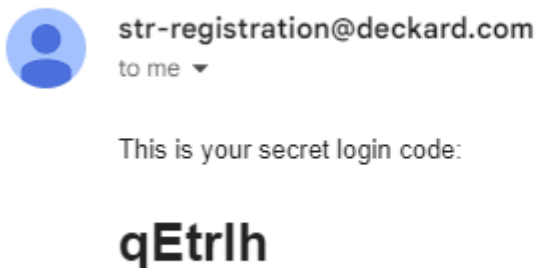 str-registration@deckard.com
to me
This is your secret login code:
qEtrlh